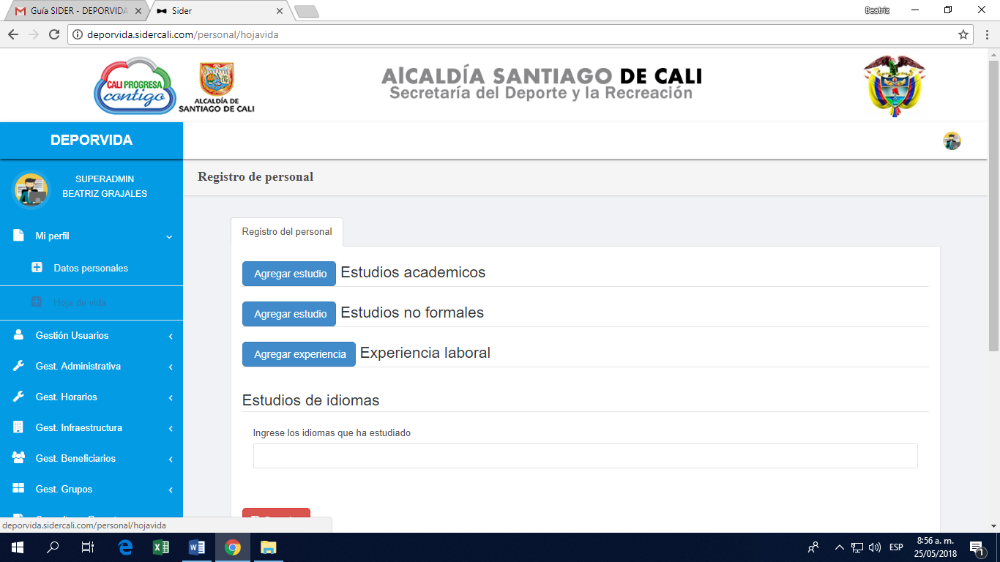 Guía SIDER - DEPORVIDA
Sider
Beatriz
deporvida.sidercali.com/personal/hojavida
CALI PROGRESA
contigo
ALCALDÍA DE
SANTIAGO DE CALI
AlCALDÍA SANTIAGO DE CALI
Secretaría del Deporte y la Recreación
DEPORVIDA
SUPERADMIN
BEATRIZ GRAJALES
Registro de personal
Mi perfil
Datos personales
Hoja de vida
Gestión Usuarios
Gest. Administrativa
Gest. Horarios
Gest. Infraestructura
Gest. Beneficiarios
Gest. Grupos
Registro del personal
Agregar estudio Estudios academicos
Agregar estudio Estudios no formales
Agregar experiencia Experiencia laboral
Estudios de idiomas
Ingrese los idiomas que ha estudiado
deporvida.sidercali.com/personal/hojavida
ESP
8:56 a. m.
25/05/2018
1